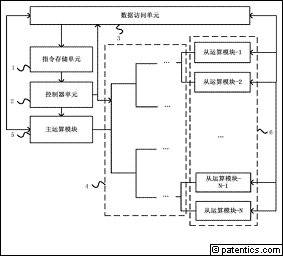 数据访问单元
3
指令存储单元
1
控制器单元
2
主运算模块
5
4
...
...
...
...
从运算模块-1
从运算模块-2
...
6
从运算模块-
N-1
从运算模块-N
© patentics.com